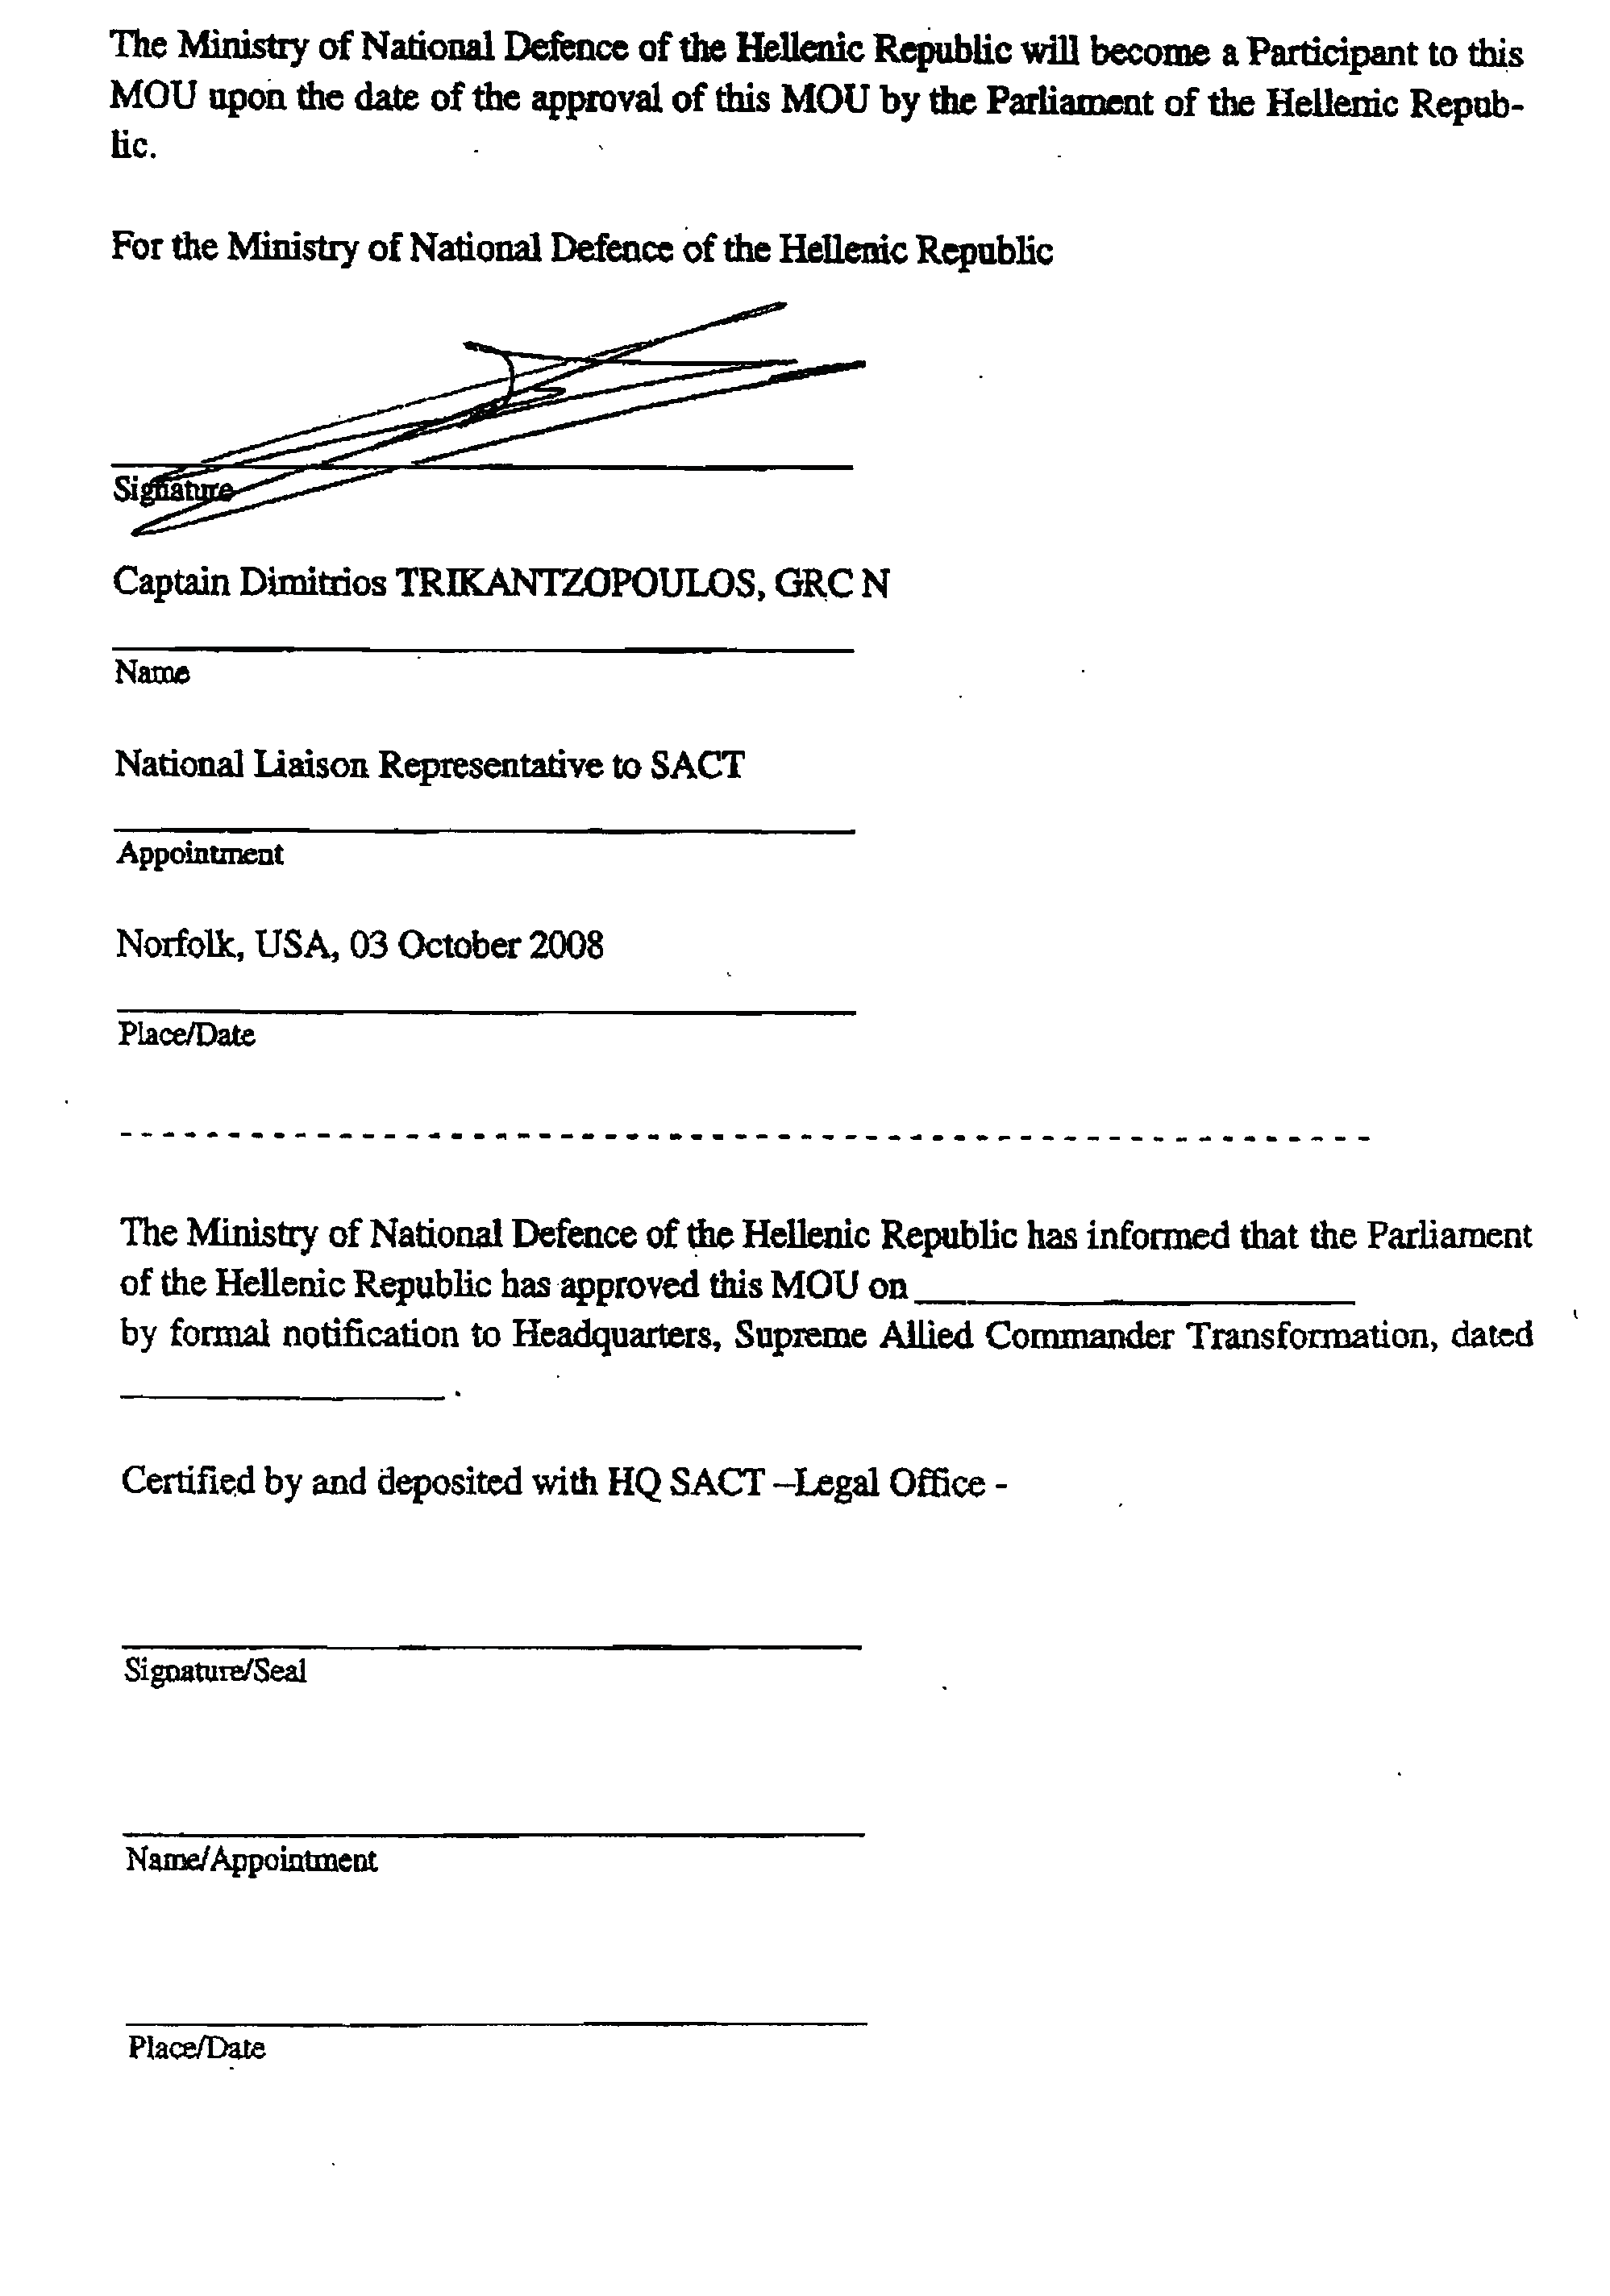 The Ministry of National Defence of the Hellenic Republic will become a Participant to this
MOU upon the date of the approval of this MOU by the Parliament of the Hellenic Repub-
lic.
For the Ministry of National Defence of the Hellenic Republic
Signature
Captain Dimitrios TRIKANTZOPOULOS, GRC N
Name
National Liaison Representative to SACT
Appointment
Norfolk, USA, 03 October 2008
Place/Date
The Ministry of National Defence of the Hellenic Republic has informed that the Parliament
of the Hellenic Republic has approved this MOU on
by formal notification to Headquarters, Supreme Allied Commander Transformation, dated
.
Certified by and deposited with HQ SACT –Legal Office -
Signature/Seal
Name/Appointment
Place/Date